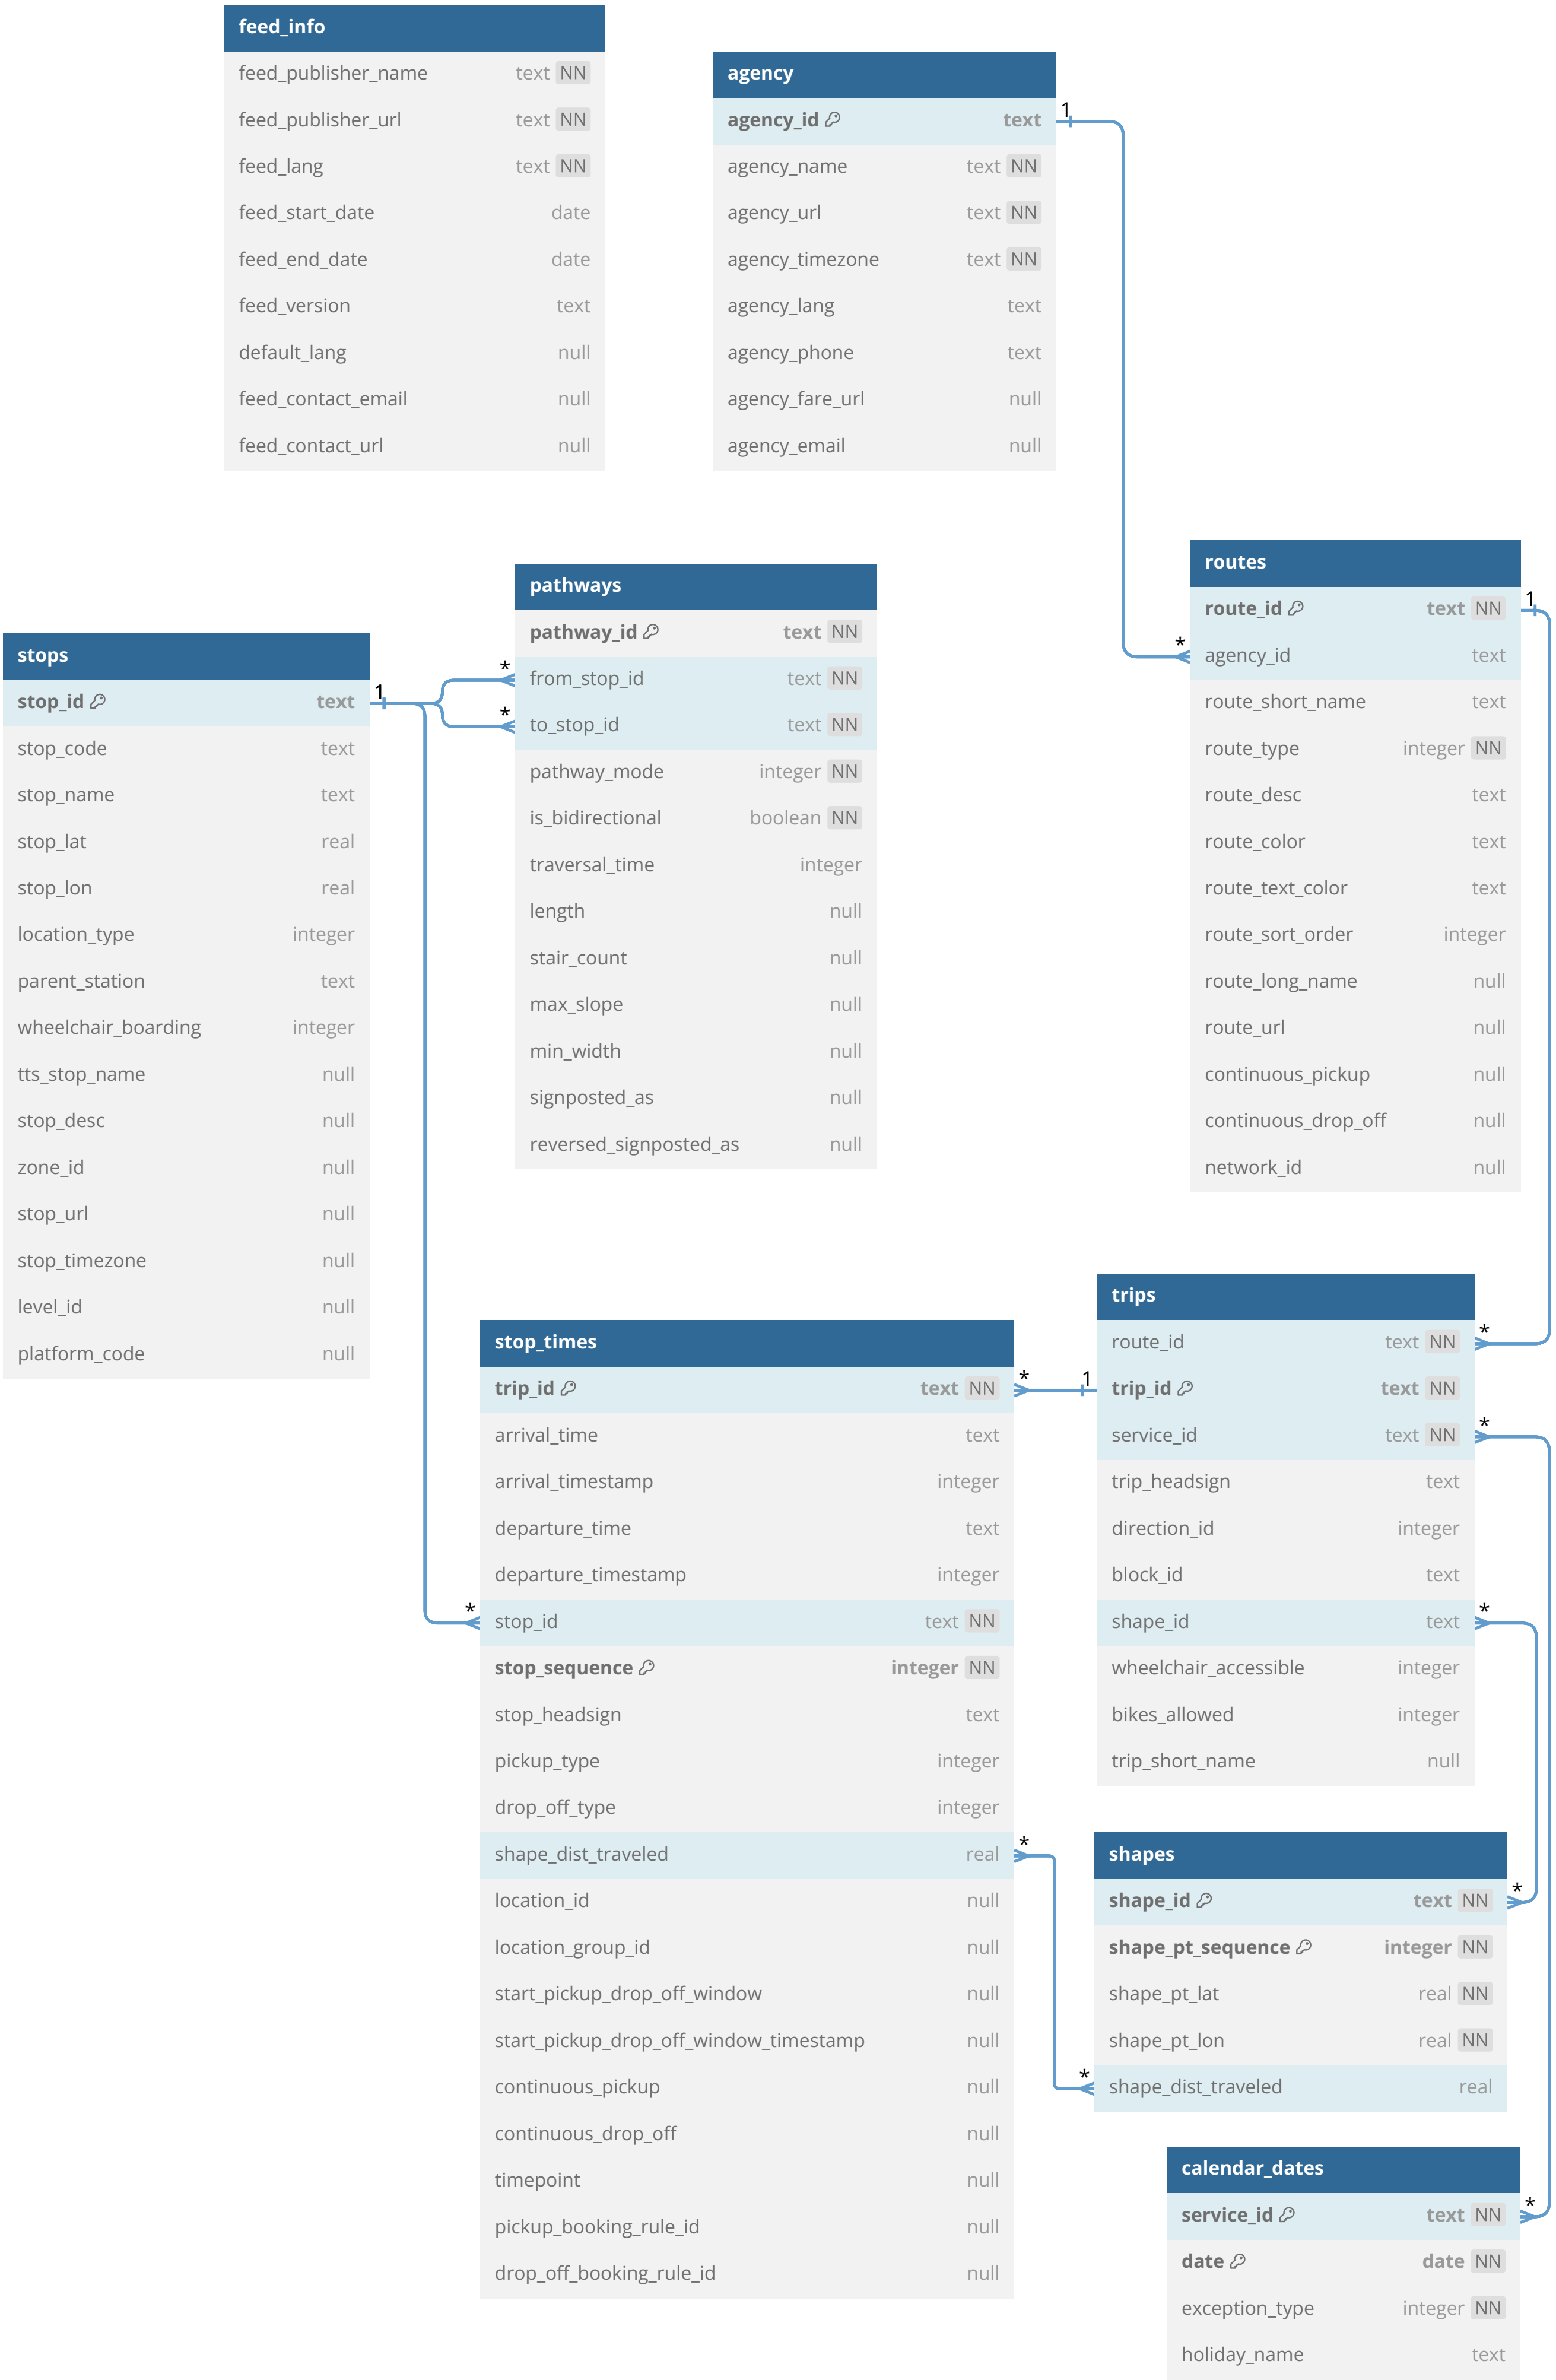 feed_info
feed_publisher_name text NN
feed_publisher_url text NN
feed_lang text NN
feed_start_date date
feed_end_date date
feed_version text
default_lang null
feed_contact_email null
feed_contact_url null
agency
agency_id text
agency_name text NN
agency_url text NN
agency_timezone text NN
agency_lang text
agency_phone text
agency_fare_url null
agency_email null
1
*
routes
route_id text NN
agency_id text
route_short_name text
route_type integer NN
route_desc text
route_color text
route_text_color text
route_sort_order integer
route_long_name null
route_url null
continuous_pickup null
continuous_drop_off null
network_id null
1
*
pathways
pathway_id text NN
from_stop_id text NN
to_stop_id text NN
pathway_mode integer NN
is_bidirectional boolean NN
traversal_time integer
length null
stair_count null
max_slope null
min_width null
signposted_as null
reversed_signposted_as null
stops
stop_id text
stop_code text
stop_name text
stop_lat real
stop_lon real
location_type integer
parent_station text
wheelchair_boarding integer
tts_stop_name null
stop_desc null
zone_id null
stop_url null
stop_timezone null
level_id null
platform_code null
1
*
*
*
stop_times
trip_id text NN
arrival_time text
arrival_timestamp integer
departure_time text
departure_timestamp integer
stop_id text NN
stop_sequence integer NN
stop_headsign text
pickup_type integer
drop_off_type integer
shape_dist_traveled real
location_id null
location_group_id null
start_pickup_drop_off_window null
start_pickup_drop_off_window_timestamp null
continuous_pickup null
continuous_drop_off null
timepoint null
pickup_booking_rule_id null
drop_off_booking_rule_id null
*
1
*
*
trips
route_id text NN
trip_id text NN
service_id text NN
trip_headsign text
direction_id integer
block_id text
shape_id text
wheelchair_accessible integer
bikes_allowed integer
trip_short_name null
*
*
shapes
shape_id text NN
shape_pt_sequence integer NN
shape_pt_lat real NN
shape_pt_lon real NN
shape_dist_traveled real
*
calendar_dates
service_id text NN
date date NN
exception_type integer NN
holiday_name text
*